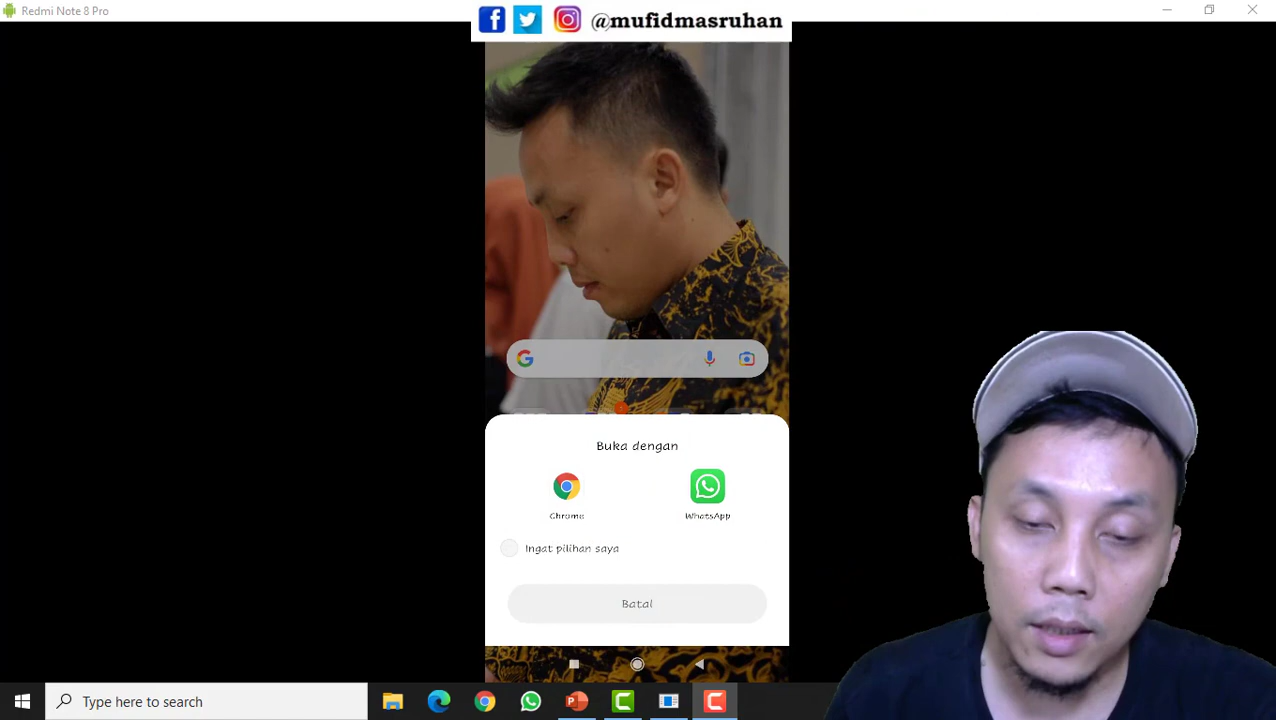 Redmi Note 8 Pro
@mufidmasruhan
Buka dengan
Chrome
WhatsApp
Ingat pilihan saya
Batal
Type here to search